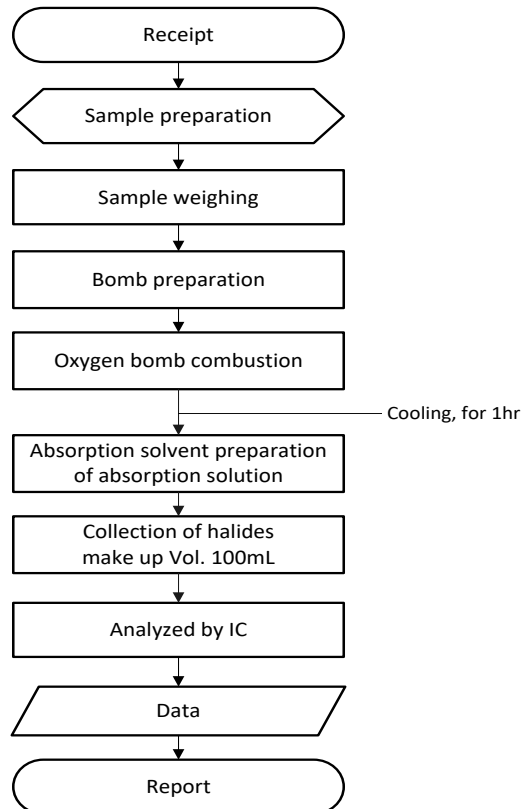 Receipt
Sample preparation
Sample weighing
Bomb preparation
Oxygen bomb combustion
Cooling, for 1hr
Absorption solvent preparation
of absorption solution
Collection of halides
make up Vol. 100mL
Analyzed by IC
Data
Report